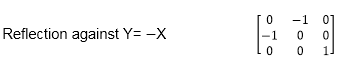 Reflection against Y= –X
0 -1 0
-1 0 0
0 0 1